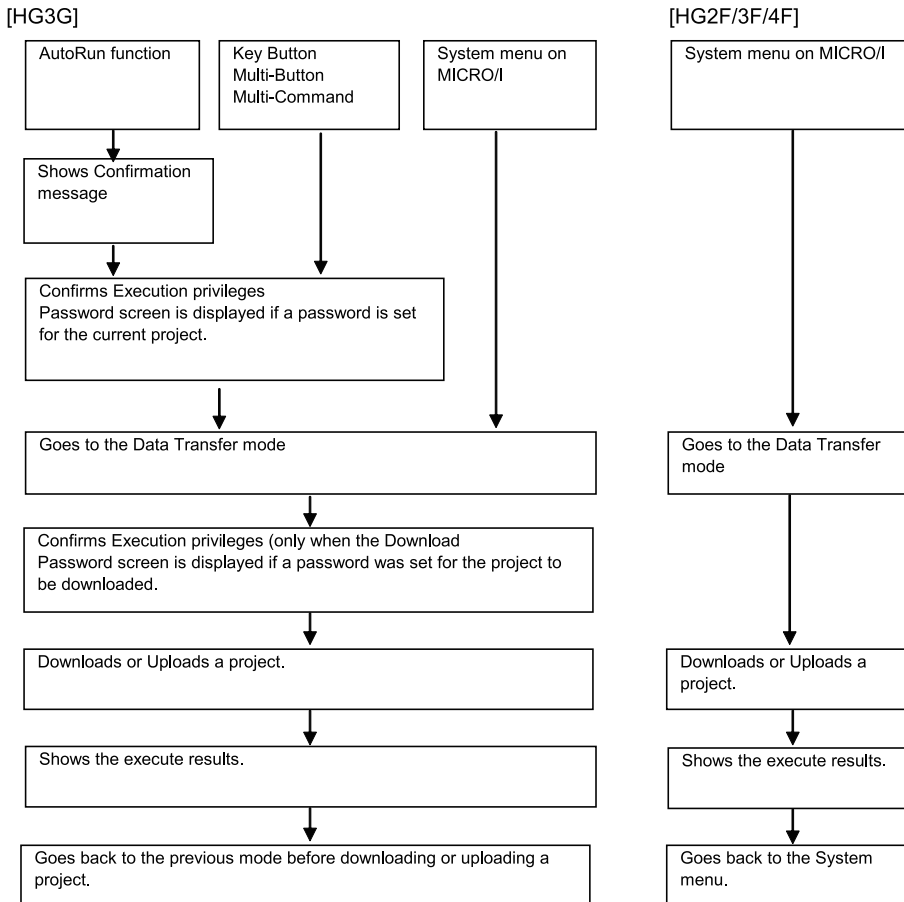 [HG3G]
AutoRun function
Key Button
Multi-Button
Multi-Command
System menu on
MICRO/I
Shows Confirmation
message
Confirms Execution privileges
Password screen is displayed if a password is set
for the current project.
Goes to the Data Transfer mode
Confirms Execution privileges (only when the Download
Password screen is displayed if a password was set for the project to
be downloaded.
Downloads or Uploads a project.
Shows the execute results.
Goes back to the previous mode before downloading or uploading a
project.
[HG2F/3F/4F]
System menu on MICRO/I
Goes to the Data Transfer
mode
Downloads or Uploads a
project.
Shows the execute results.
Goes back to the System
menu.